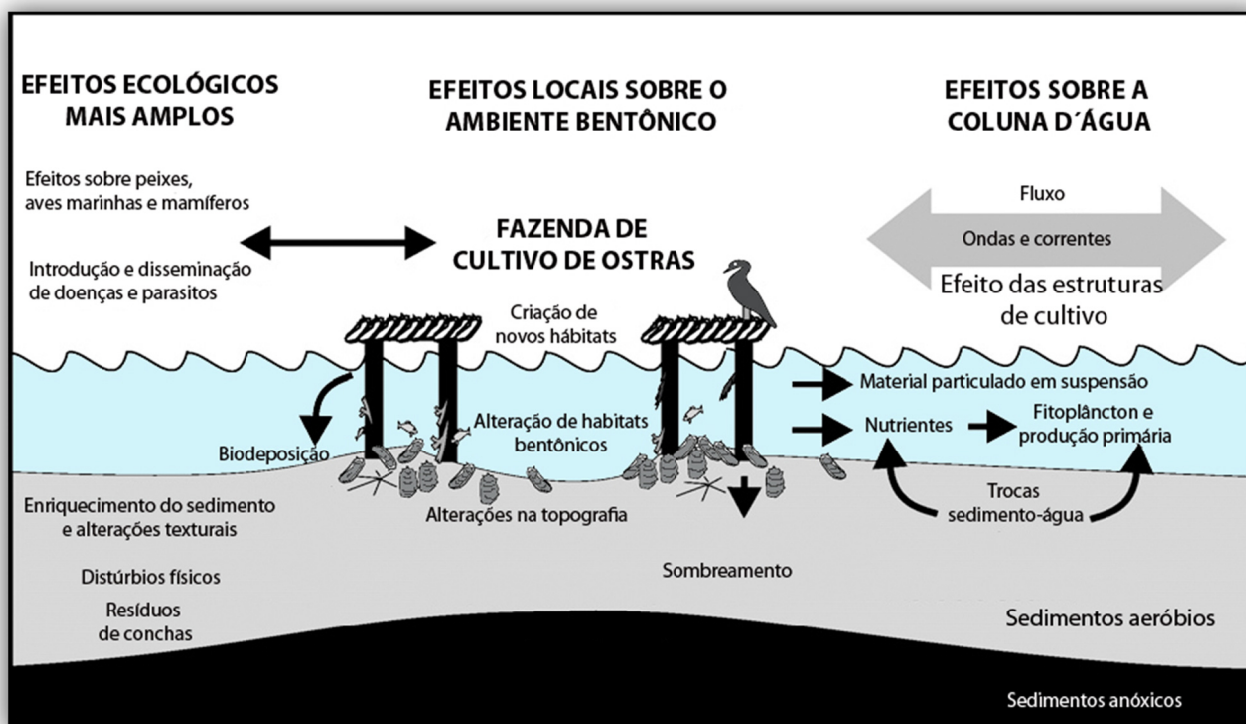 EFEITOS ECOLÓGICOS
MAIS AMPLOS
EFEITOS LOCAIS SOBRE O
AMBIENTE BENTÔNICO
EFEITOS SOBRE A
COLUNA D´ÁGUA
Efeitos sobre peixes,
aves marinhas e mamíferos
Introdução e disseminação
de doenças e parasitos
FAZENDA DE
CULTIVO DE OSTRAS
Criação de
novos hábitats
Fluxo
Ondas e correntes
Efeito das estruturas
de cultivo
Biodeposição
Alteração de habitats
bentônicos
Material particulado em suspensão
Nutrientes
Fitoplâncton e
produção primária
Enriquecimento do sedimento
e alterações texturais
Alterações na topografia
Trocas
sedimento-água
Distúrbios físicos
Resíduos
de conchas
Sombreamento
Sedimentos aeróbios
Sedimentos anóxicos